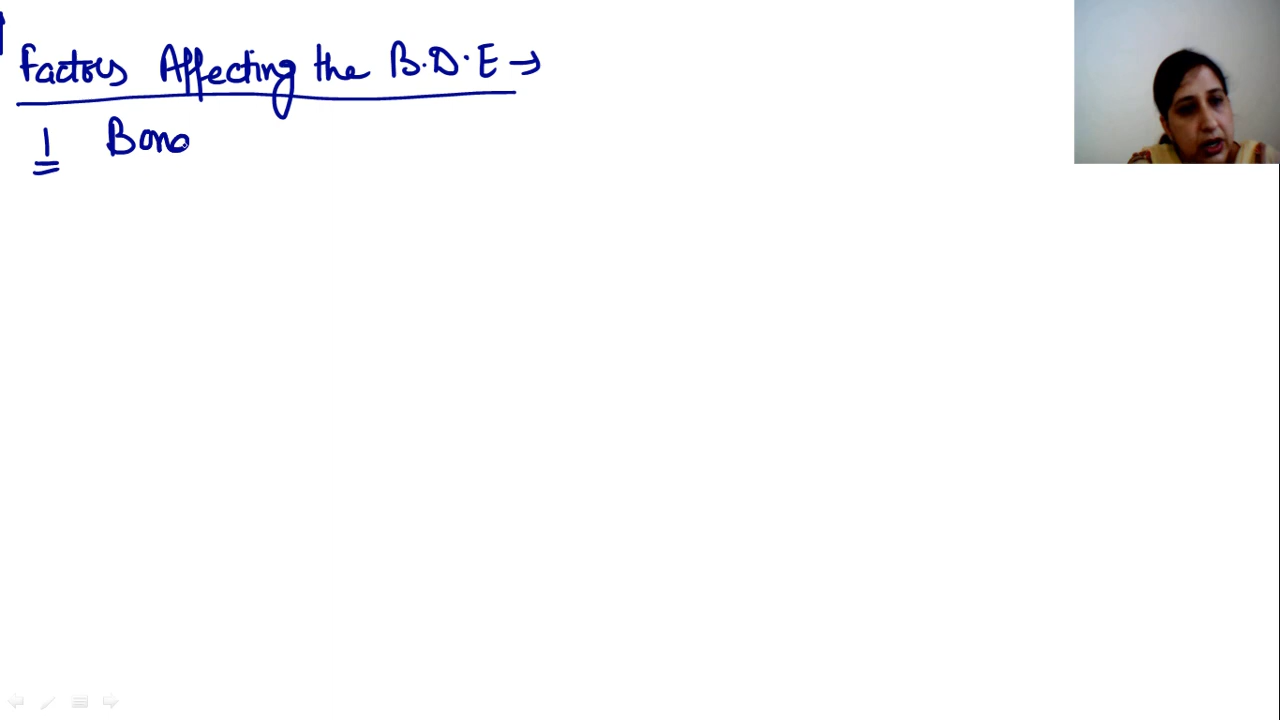 Factors Affecting the B.D.E →
1 Bono